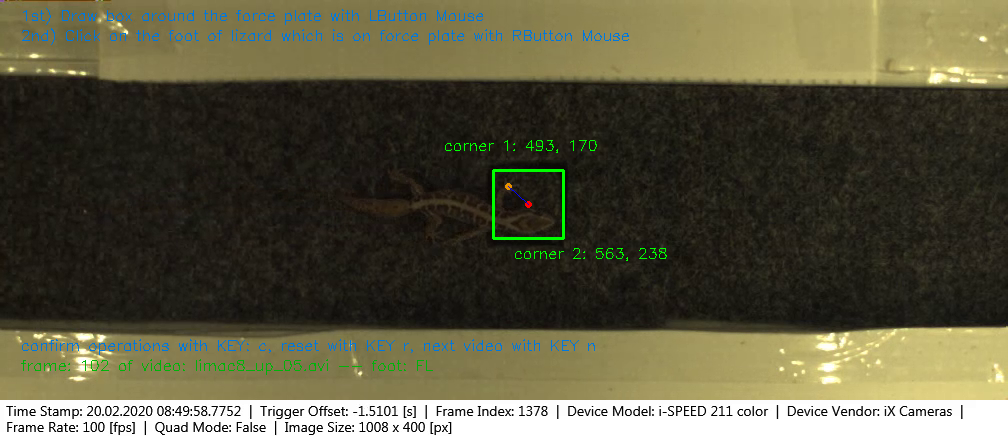 1st) Draw box around the force plate with LButton Mouse
2nd) Click on the foot of lizard which is on force plate with RButton Mouse
corner 1: 493, 170
corner 2: 563, 238
confirm operations with KEY: c, reset with KEY r, next video with KEY n
frame: 102 of video: limac8_up_05.avi -- foot: FL
Time Stamp: 20.02.2020 08:49:58.7752 | Trigger Offset: -1.5101 [s] | Frame Index: 1378 | Device Model: i-SPEED 211 color | Device Vendor: iX Cameras |
Frame Rate: 100 [fps] | Quad Mode: False | Image Size: 1008 x 400 [px]